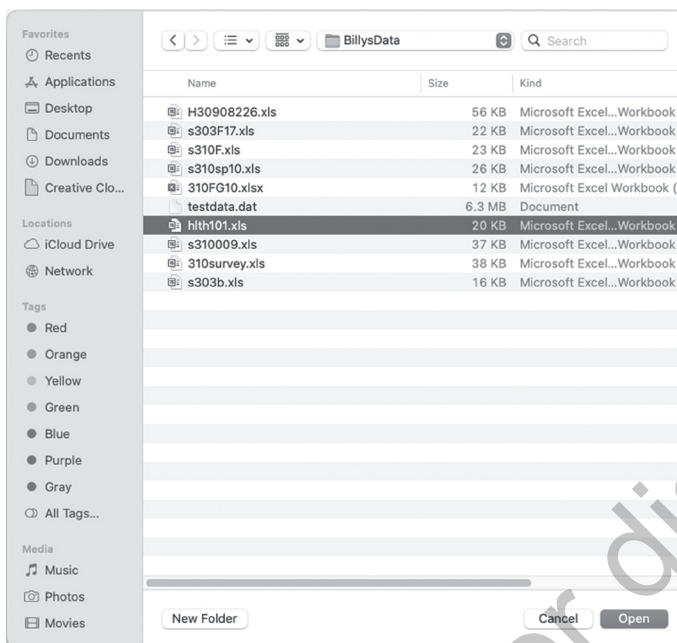 Favorites
Recents
Applications
Desktop
Documents
Downloads
Creative Clo...
Locations
iCloud Drive
Network
Tags
Red
Orange
Yellow
Green
Blue
Purple
Gray
All Tags...
Media
Music
Photos
Movies
BillysData
Search
Name Size Kind
H30908226.xls 56 KB Microsoft Excel...Workbook
s303F17.xls 22 KB Microsoft Excel...Workbook
s310F.xls 23 KB Microsoft Excel...Workbook
s310sp10.xls 26 KB Microsoft Excel...Workbook
310FG10.xlsx 12 KB Microsoft Excel Workbook (
testdata.dat 6.3 MB Document
hlth101.xls 20 KB Microsoft Excel...Workbook
s310009.xls 37 KB Microsoft Excel...Workbook
310survey.xls 38 KB Microsoft Excel...Workbook
s303b.xls 16 KB Microsoft Excel...Workbook
New Folder Cancel Open
r di